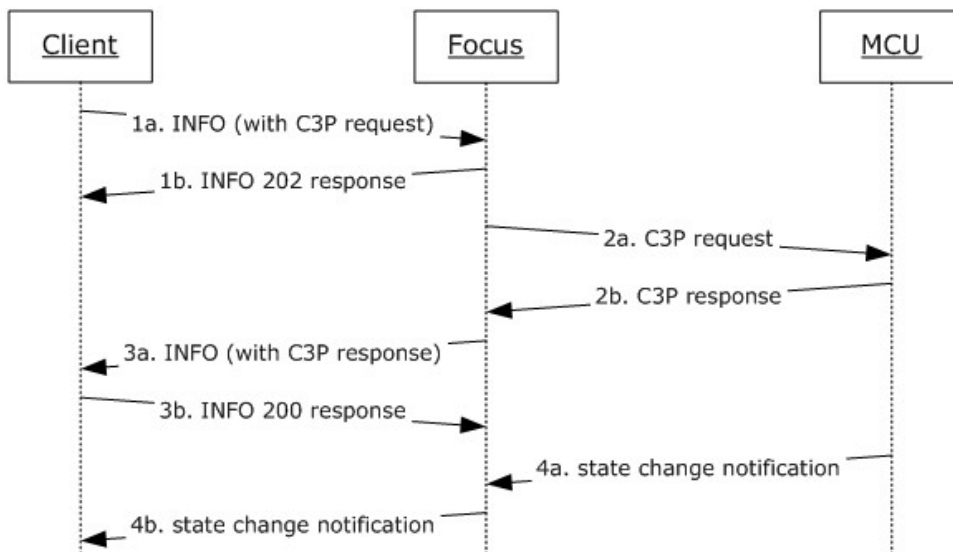 Client
Focus
MCU
1a. INFO (with C3P request)
1b. INFO 202 response
2a. C3P request
2b. C3P response
3a. INFO (with C3P response)
3b. INFO 200 response
4a. state change notification
4b. state change notification